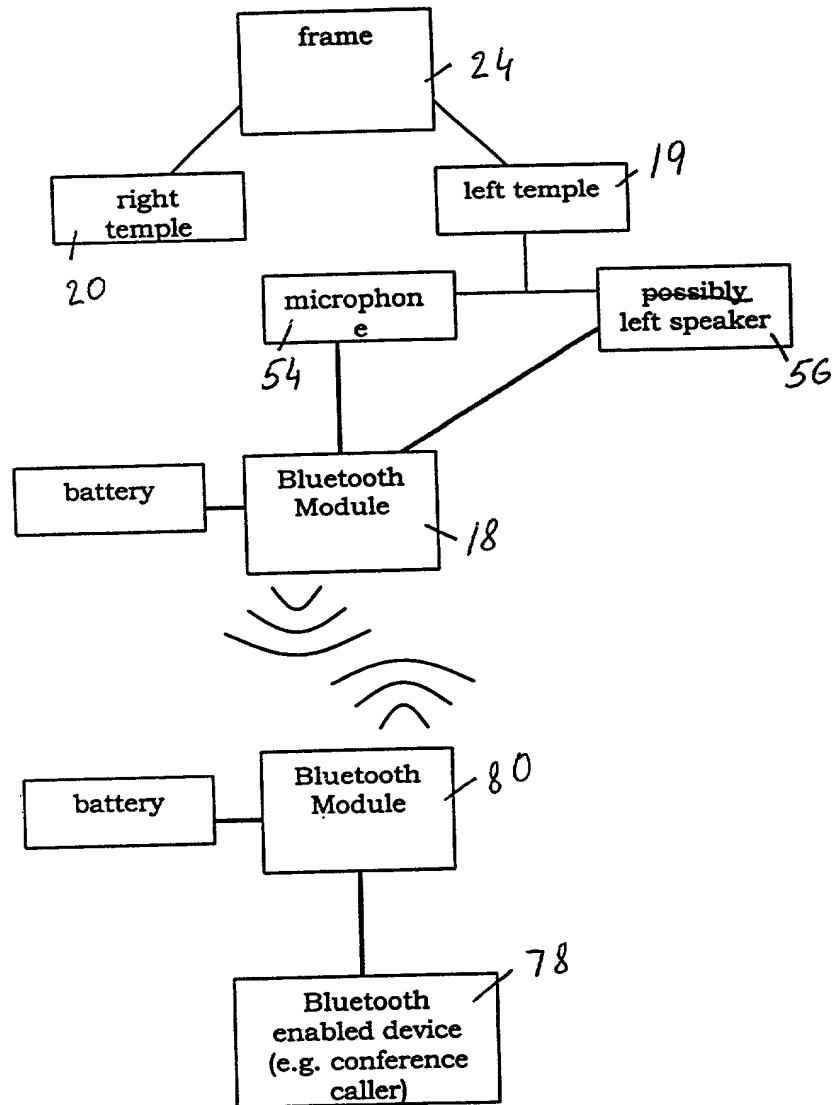 frame
24
right
temple
20
left temple
19
microphon
e
54
possibly
left speaker
56
battery
Bluetooth
Module
18
battery
Bluetooth
Module
80
Bluetooth
enabled device
(e.g. conference
caller)
78